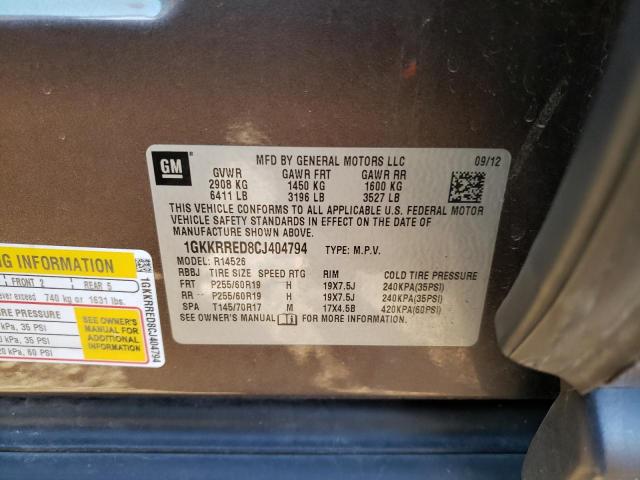 GM
MFD BY GENERAL MOTORS LLC 09/12
GVWR GAWR FRT GAWR RR
2908 KG 1450 KG 1600 KG
6411 LB 3196 LB 3527 LB
THIS VEHICLE CONFORMS TO ALL APPLICABLE U.S. FEDERAL MOTOR
VEHICLE SAFETY STANDARDS IN EFFECT ON THE DATE OF
MANUFACTURE SHOWN ABOVE.
1GKKRRED8CJ404794 TYPE: M.P.V.
MODEL: R14526
RBBJ TIRE SIZE SPEED RTG RIM COLD TIRE PRESSURE
FRT P255/60R19 H 19X7.5J 240KPA(35PSI)
RR P255/60R19 H 19X7.5J 240KPA(35PSI)
SPA T145/70R17 M 17X4.5B 420KPA(60PSI)
SEE OWNER'S MANUAL FOR MORE INFORMATION.
NG INFORMATION
FRONT 2 REAR 5
ever exceed 740 kg or 1631 lbs.
E PRESSURE
kPa, 35 PSI
kPa, 35 PSI
20 kPa, 60 PSI
SEE OWNER'S
MANUAL FOR
ADDITIONAL
INFORMATION
1GKKRRED8CJ404794